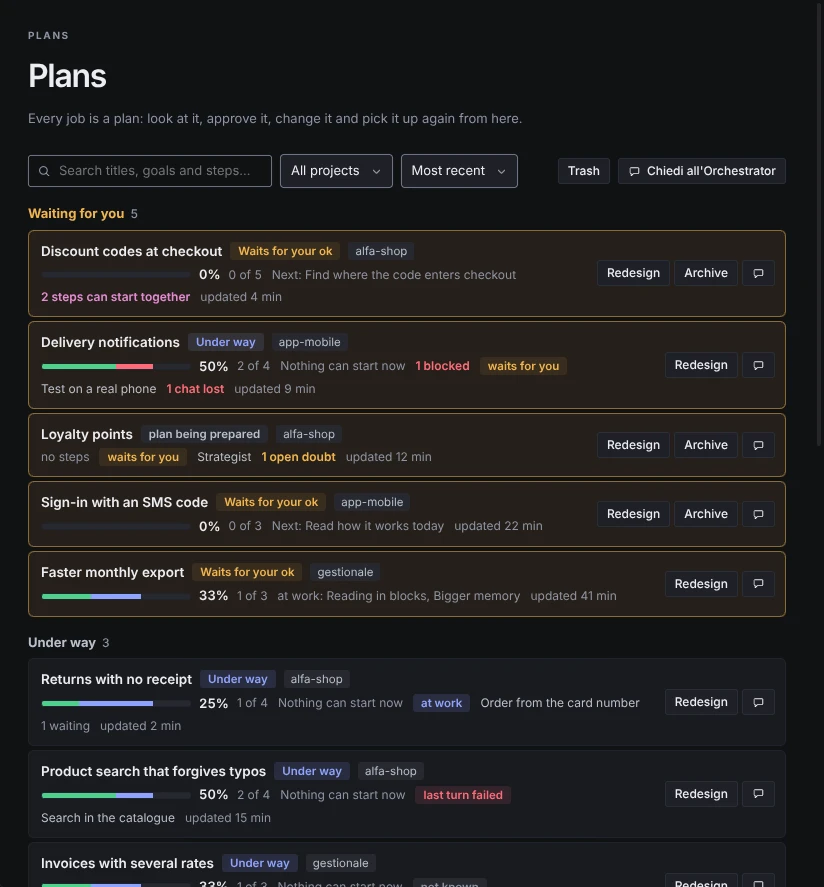 PLANS
Plans
Every job is a plan: look at it, approve it, change it and pick it up again from here.
Search titles, goals and steps... All projects Most recent Trash Chiedi all'Orchestrator
Waiting for you 5
Discount codes at checkout Waits for your ok alfa-shop
0% 0 of 5 Next: Find where the code enters checkout Redesign Archive
2 steps can start together updated 4 min
Delivery notifications Under way app-mobile
50% 2 of 4 Nothing can start now 1 blocked waits for you Redesign
Test on a real phone 1 chat lost updated 9 min
Loyalty points plan being prepared alfa-shop
no steps waits for you Strategist 1 open doubt updated 12 min Redesign Archive
Sign-in with an SMS code Waits for your ok app-mobile
0% 0 of 3 Next: Read how it works today updated 22 min Redesign Archive
Faster monthly export Waits for your ok gestionale
33% 1 of 3 at work: Reading in blocks, Bigger memory updated 41 min Redesign
Under way 3
Returns with no receipt Under way alfa-shop
25% 1 of 4 Nothing can start now at work Order from the card number Redesign
1 waiting updated 2 min
Product search that forgives typos Under way alfa-shop
50% 2 of 4 Nothing can start now last turn failed Redesign
Search in the catalogue updated 15 min
Invoices with several rates Under way gestionale
33% 1 of 3 Nothing can start now not known Redesign